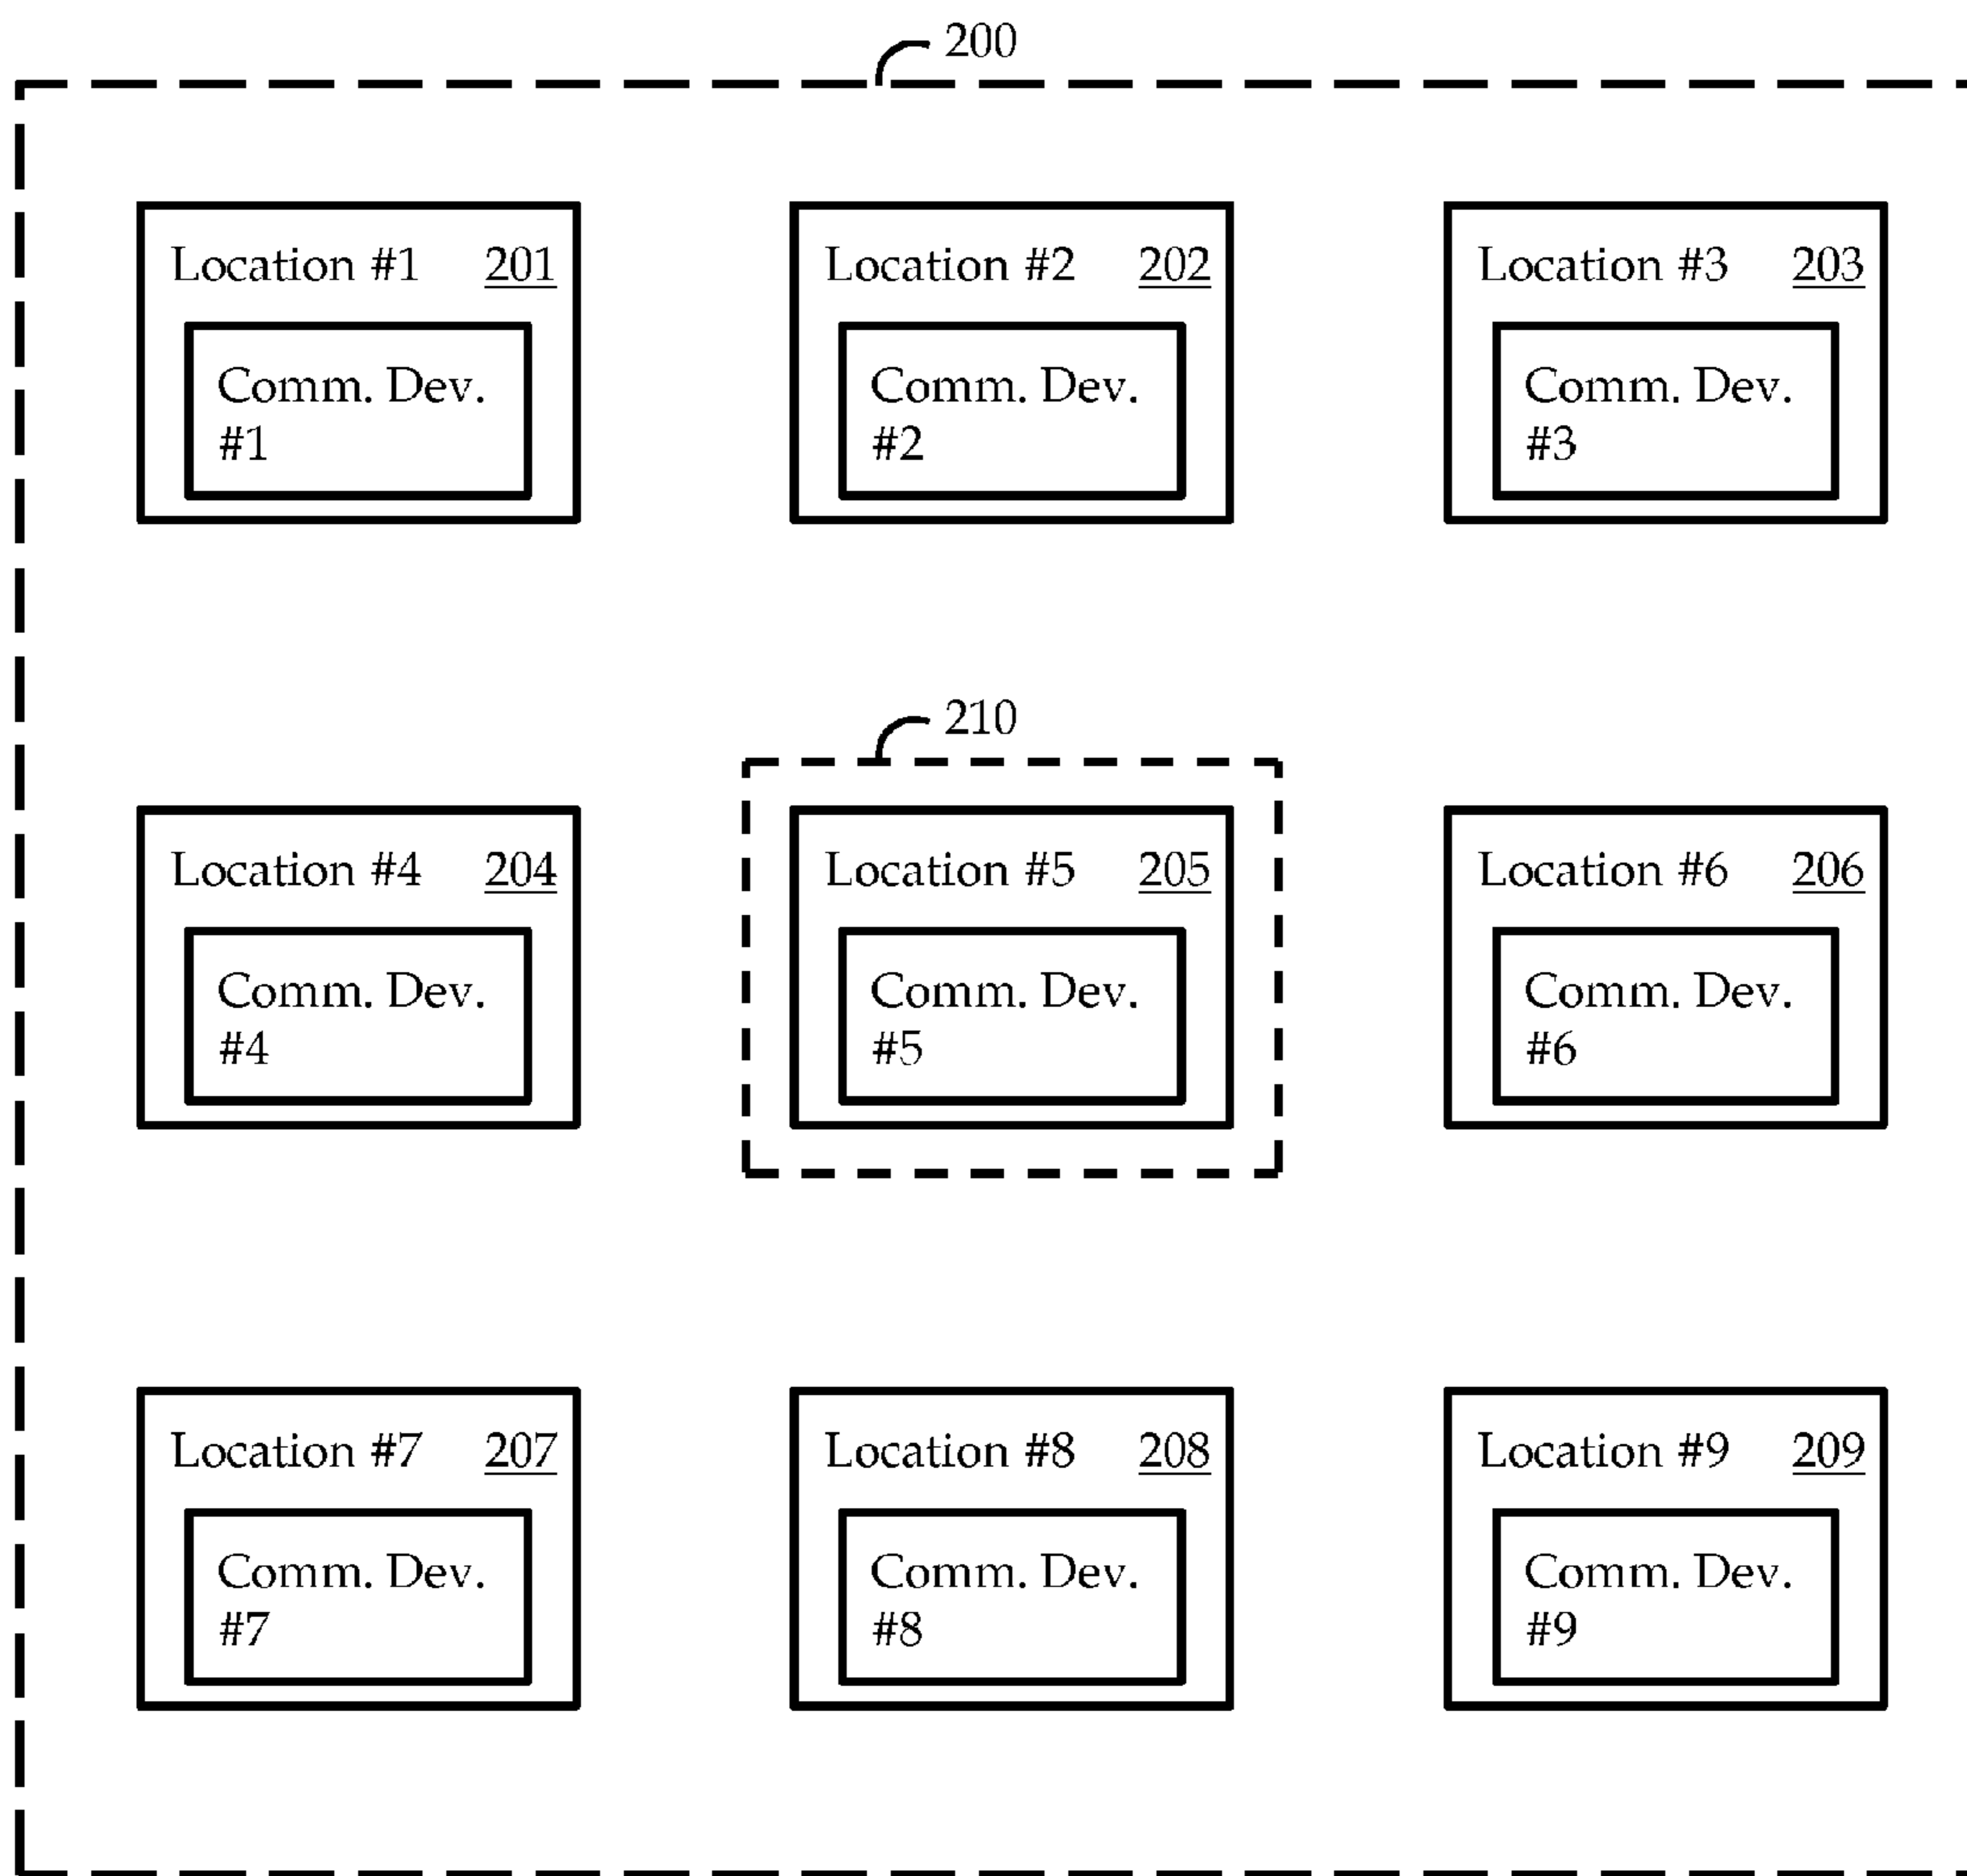 200
Location #1 201
Comm. Dev.
#1
Location #2 202
Comm. Dev.
#2
Location #3 203
Comm. Dev.
#3
210
Location #4 204
Comm. Dev.
#4
Location #5 205
Comm. Dev.
#5
Location #6 206
Comm. Dev.
#6
Location #7 207
Comm. Dev.
#7
Location #8 208
Comm. Dev.
#8
Location #9 209
Comm. Dev.
#9